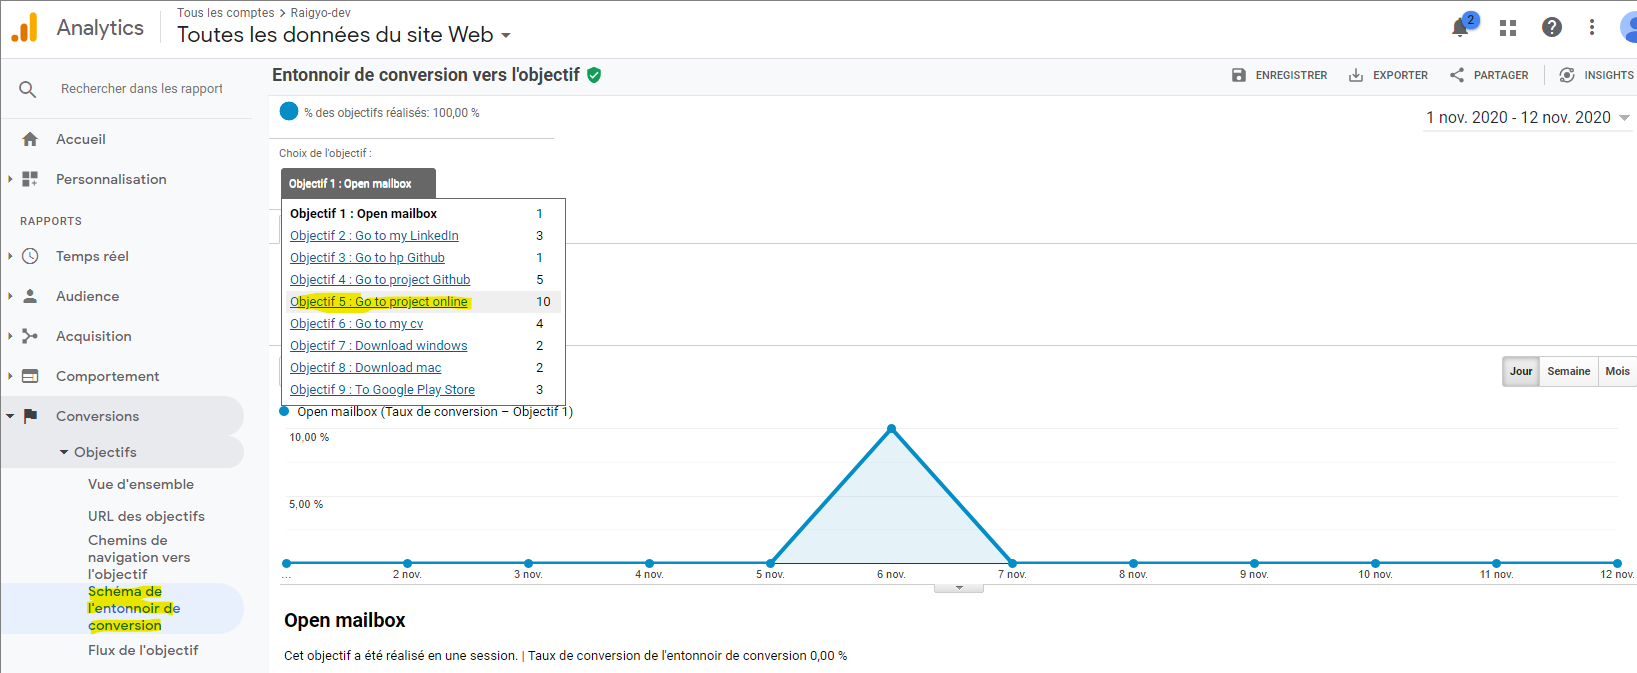 Analytics
Tous les comptes > Raigyo-dev
Toutes les données du site Web
2
Rechercher dans les rapport
Accueil
Personnalisation
RAPPORTS
Temps réel
Audience
Acquisition
Comportement
Conversions
Objectifs
Vue d'ensemble
URL des objectifs
Chemins de
navigation vers
l'objectif
Schéma de
l'entonnoir de
conversion
Flux de l'objectif
Entonnoir de conversion vers l'objectif
ENREGISTRER
EXPORTER
PARTAGER
INSIGHTS
% des objectifs réalisés: 100,00 %
1 nov. 2020 - 12 nov. 2020
Choix de l'objectif :
Objectif 1 : Open mailbox
Objectif 1 : Open mailbox 1
Objectif 2 : Go to my LinkedIn 3
Objectif 3 : Go to hp Github 1
Objectif 4 : Go to project Github 5
Objectif 5 : Go to project online 10
Objectif 6 : Go to my cv 4
Objectif 7 : Download windows 2
Objectif 8 : Download mac 2
Objectif 9 : To Google Play Store 3
Jour Semaine Mois
Open mailbox (Taux de conversion – Objectif 1)
10,00 %
5,00 %
... 2 nov. 3 nov. 4 nov. 5 nov. 6 nov. 7 nov. 8 nov. 9 nov. 10 nov. 11 nov. 12 nov.
Open mailbox
Cet objectif a été réalisé en une session. | Taux de conversion de l'entonnoir de conversion 0,00 %